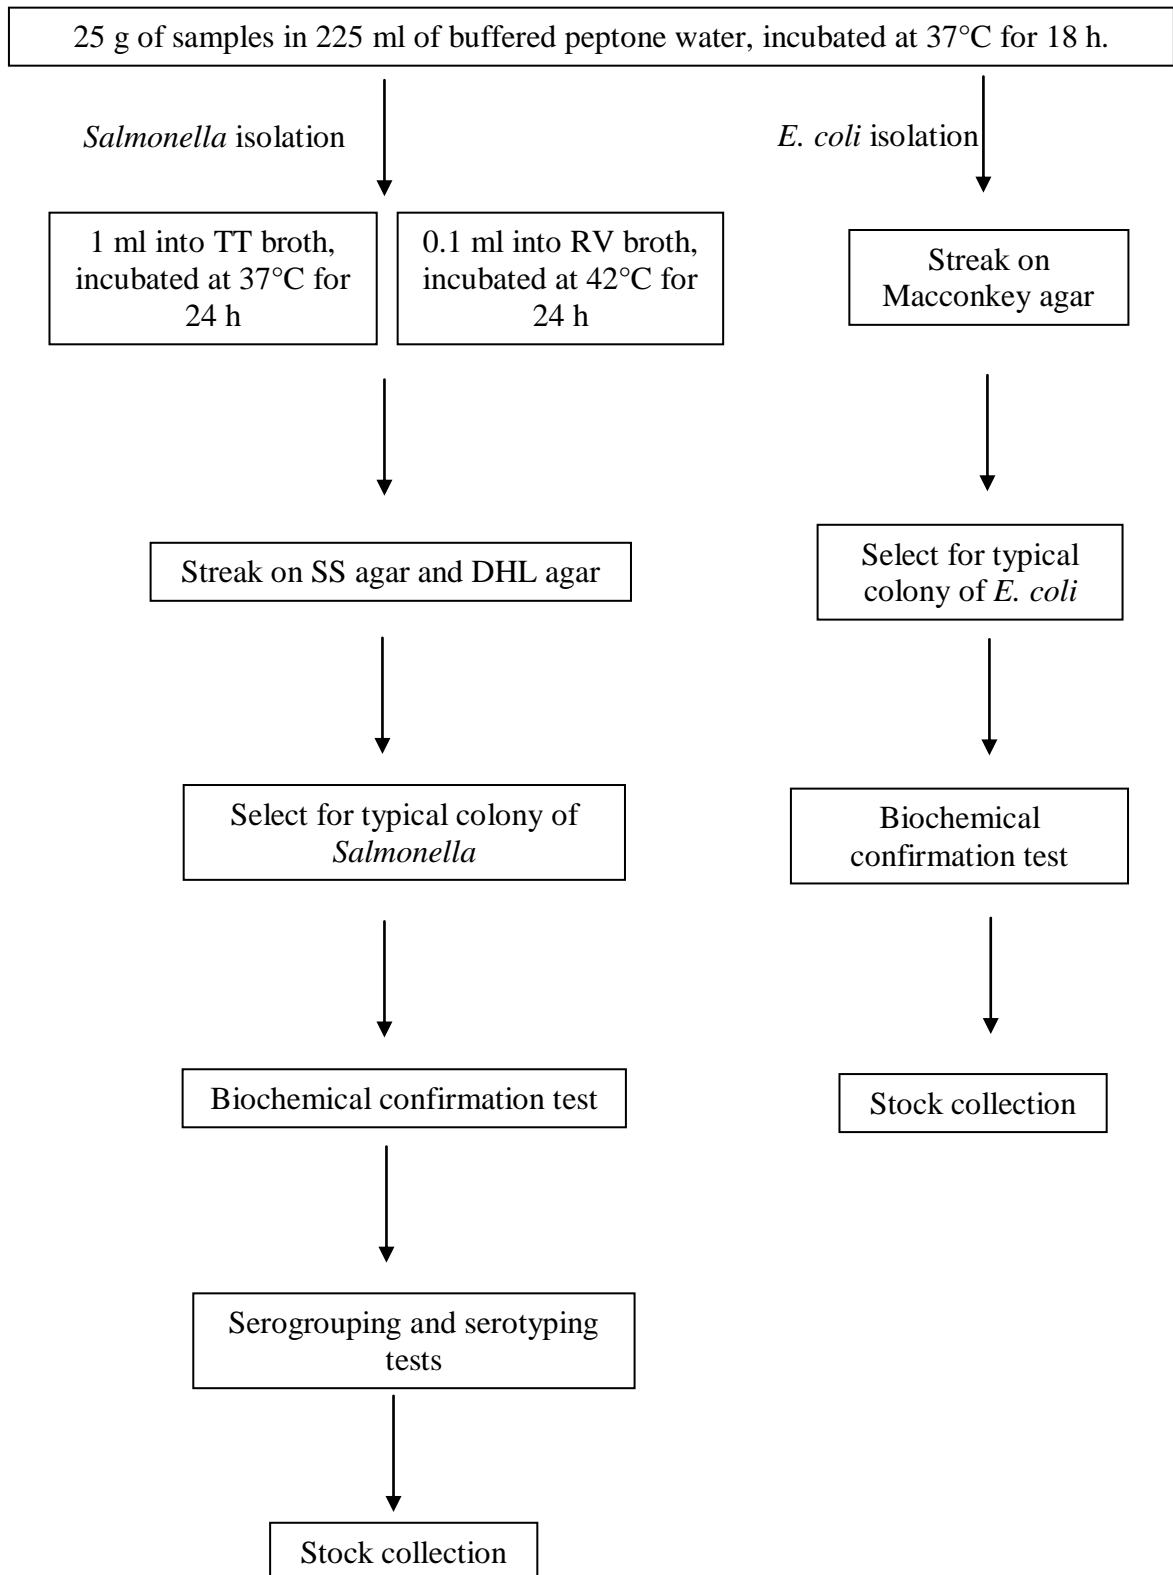 25 g of samples in 225 ml of buffered peptone water, incubated at 37°C for 18 h.
Salmonella isolation
E. coli isolation
1 ml into TT broth,
incubated at 37°C for
24 h
0.1 ml into RV broth,
incubated at 42°C for
24 h
Streak on
Macconkey agar
Streak on SS agar and DHL agar
Select for typical
colony of E. coli
Select for typical colony of
Salmonella
Biochemical
confirmation test
Biochemical confirmation test
Stock collection
Serogrouping and serotyping
tests
Stock collection